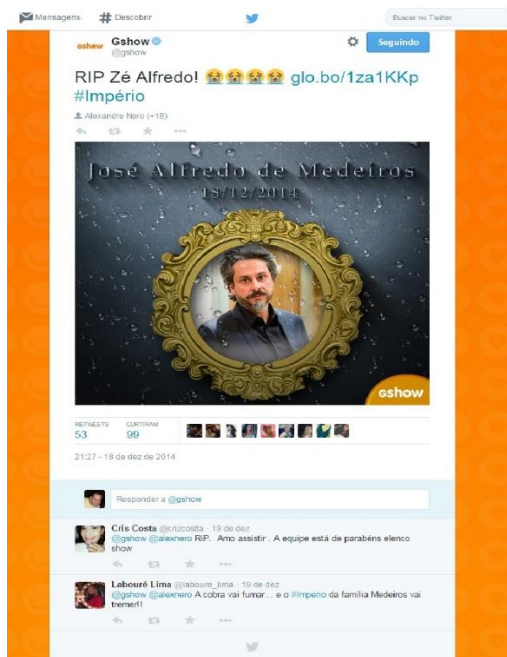 Mensagens # Descobrir Buscar no Twitter
gshow Gshow
@gshow
Seguindo
RIP Zé Alfredo! 😭😭😭😭 glo.bo/1za1KKp
#Império
Alexandre Nero (+18)
José Alfredo de Medeiros
18/12/2014
gshow
RETWEETS CURTIRAM
53 99
21:27 - 18 de dez de 2014
Responder a @gshow
Cris Costa @crizcosta · 19 de dez
@gshow @alexnero RiP. Amo assistir . A equipe está de parabéns elenco
show
Labouré Lima @laboure_lima · 19 de dez
@gshow @alexnero A cobra vai fumar... e o #Imperio da família Medeiros vai
tremer!!